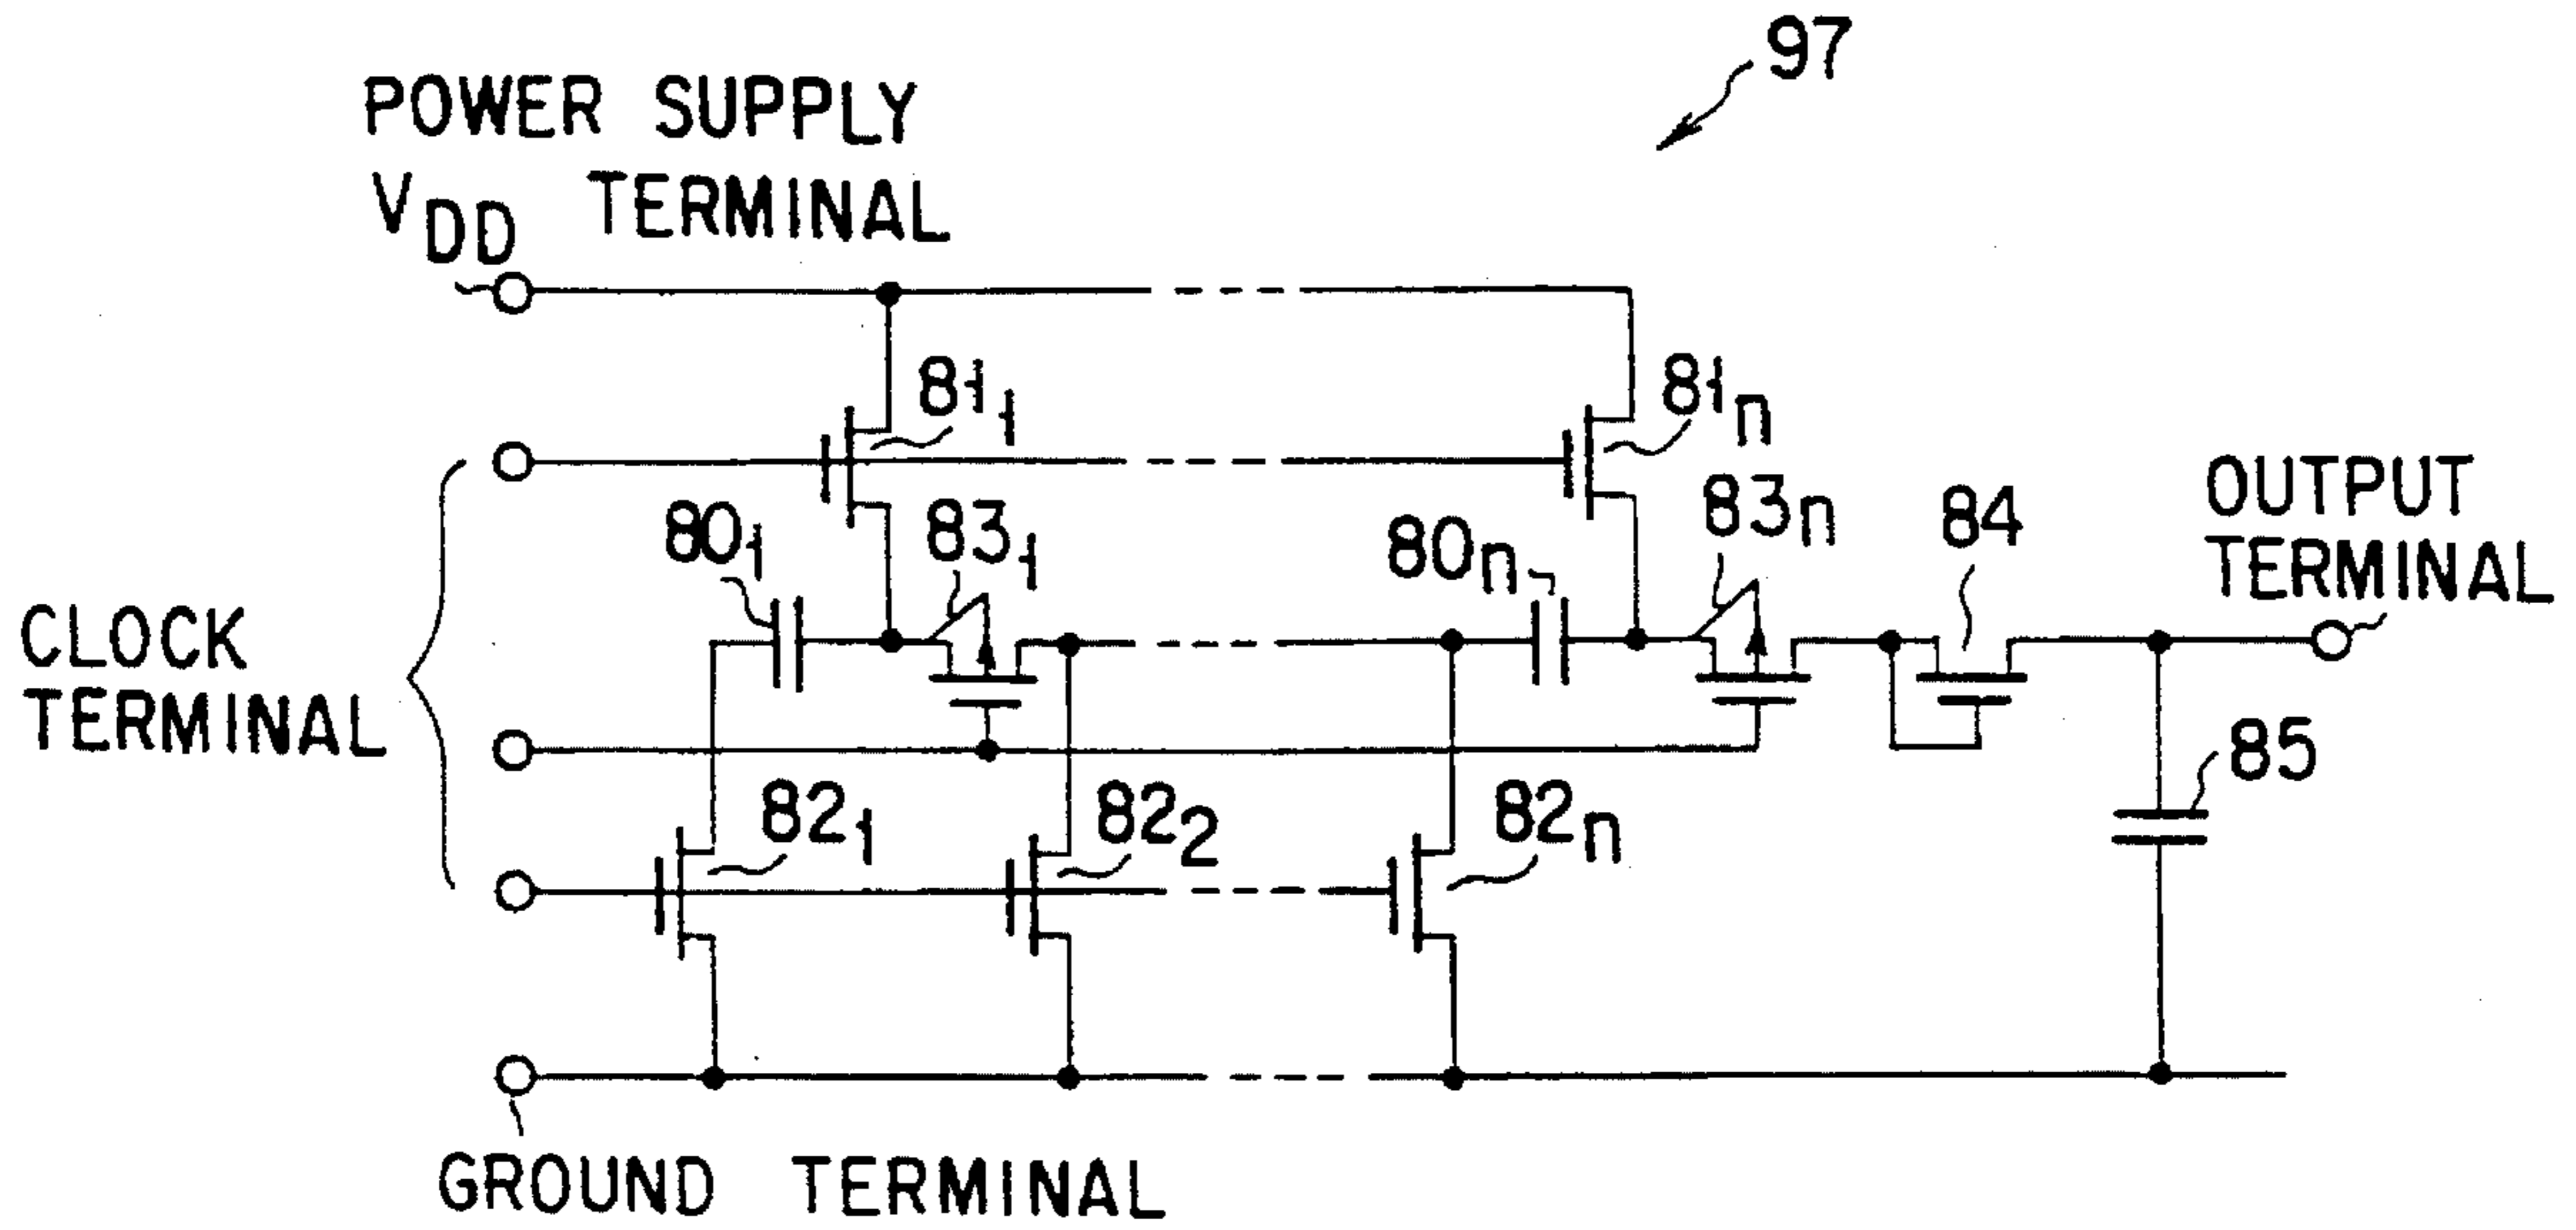 97
POWER SUPPLY
VDD TERMINAL
811
81n
801
831
80n
83n
84
OUTPUT
TERMINAL
CLOCK
TERMINAL
85
821
822
82n
GROUND TERMINAL